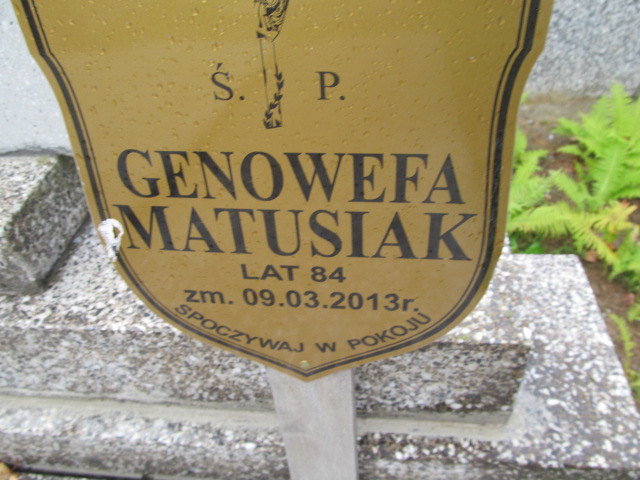 Ś. P.
GENOWEFA
MATUSIAK
LAT 84
zm. 09.03.2013r.
SPOCZYWAJ W POKOJU